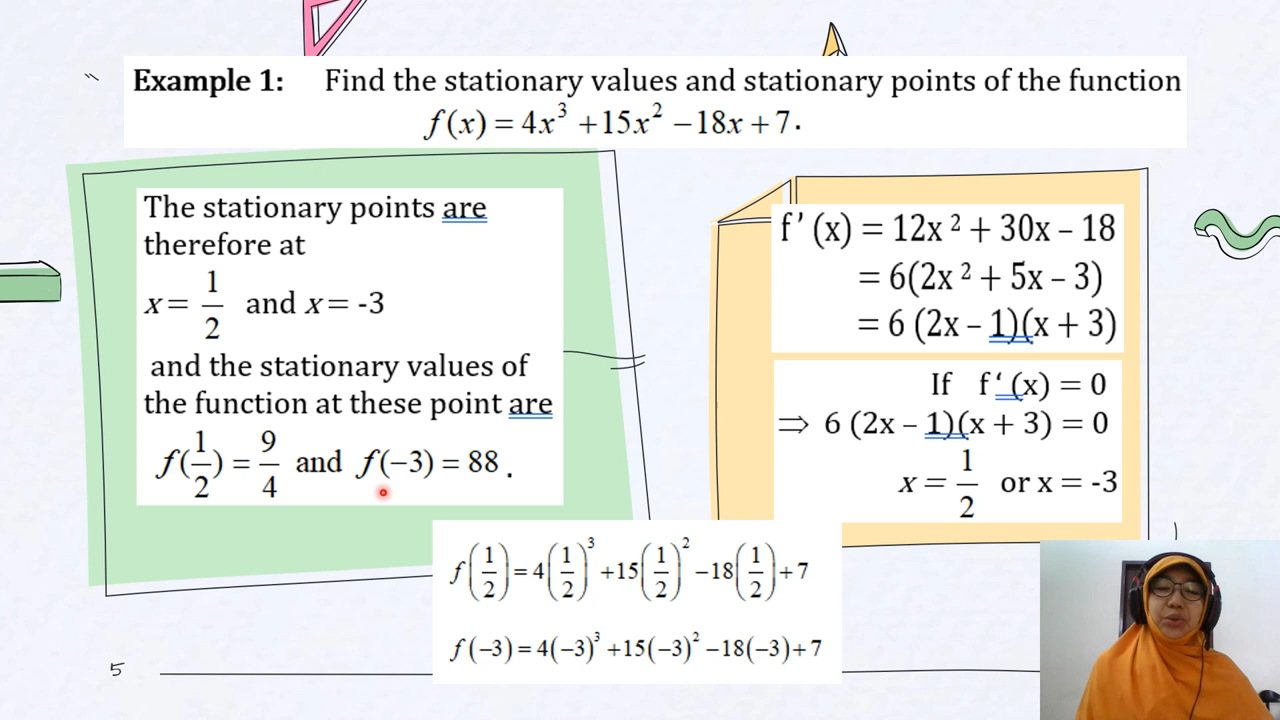 Example 1: Find the stationary values and stationary points of the function
f(x) = 4x³ + 15x² − 18x + 7.
The stationary points are
therefore at
x = 1/2 and x = -3
and the stationary values of
the function at these point are
f(1/2) = 9/4 and f(−3) = 88 .
f' (x) = 12x ² + 30x – 18
= 6(2x ² + 5x – 3)
= 6 (2x – 1)(x + 3)
If f' (x) = 0
⇒ 6 (2x – 1)(x + 3) = 0
x = 1/2 or x = -3
f(1/2) = 4(1/2)³ + 15(1/2)² − 18(1/2) + 7
f(−3) = 4(−3)³ + 15(−3)² − 18(−3) + 7
5